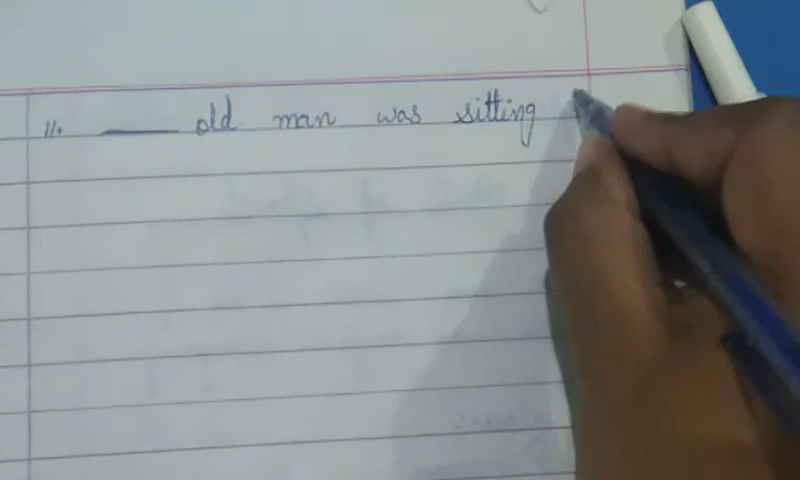 11. ____ old man was sitting